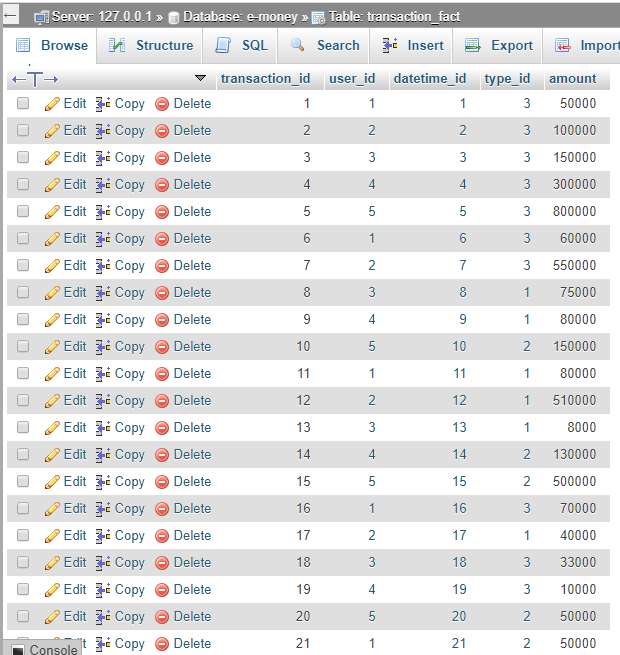 Server: 127.0.0.1 » Database: e-money » Table: transaction_fact
Browse Structure SQL Search Insert Export Import
transaction_id user_id datetime_id type_id amount
Edit Copy Delete 1 1 1 3 50000
Edit Copy Delete 2 2 2 3 100000
Edit Copy Delete 3 3 3 3 150000
Edit Copy Delete 4 4 4 3 300000
Edit Copy Delete 5 5 5 3 800000
Edit Copy Delete 6 1 6 3 60000
Edit Copy Delete 7 2 7 3 550000
Edit Copy Delete 8 3 8 1 75000
Edit Copy Delete 9 4 9 1 80000
Edit Copy Delete 10 5 10 2 150000
Edit Copy Delete 11 1 11 1 80000
Edit Copy Delete 12 2 12 1 510000
Edit Copy Delete 13 3 13 1 8000
Edit Copy Delete 14 4 14 2 130000
Edit Copy Delete 15 5 15 2 500000
Edit Copy Delete 16 1 16 3 70000
Edit Copy Delete 17 2 17 1 40000
Edit Copy Delete 18 3 18 3 33000
Edit Copy Delete 19 4 19 3 10000
Edit Copy Delete 20 5 20 2 50000
Copy Delete 21 1 21 2 50000
Console